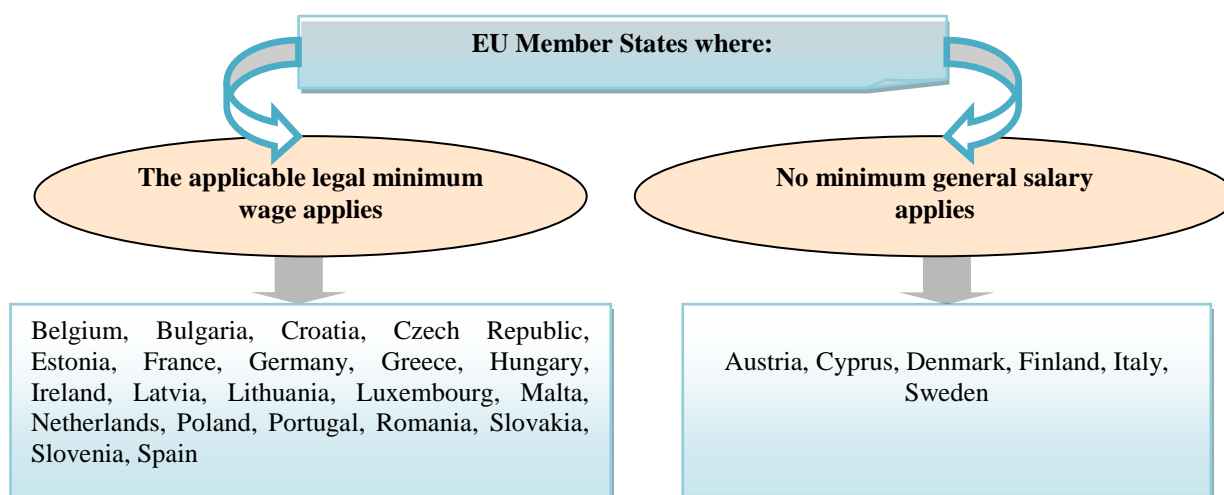 EU Member States where:
The applicable legal minimum
wage applies
No minimum general salary
applies
Belgium, Bulgaria, Croatia, Czech Republic,
Estonia, France, Germany, Greece, Hungary,
Ireland, Latvia, Lithuania, Luxembourg, Malta,
Netherlands, Poland, Portugal, Romania, Slovakia,
Slovenia, Spain
Austria, Cyprus, Denmark, Finland, Italy,
Sweden